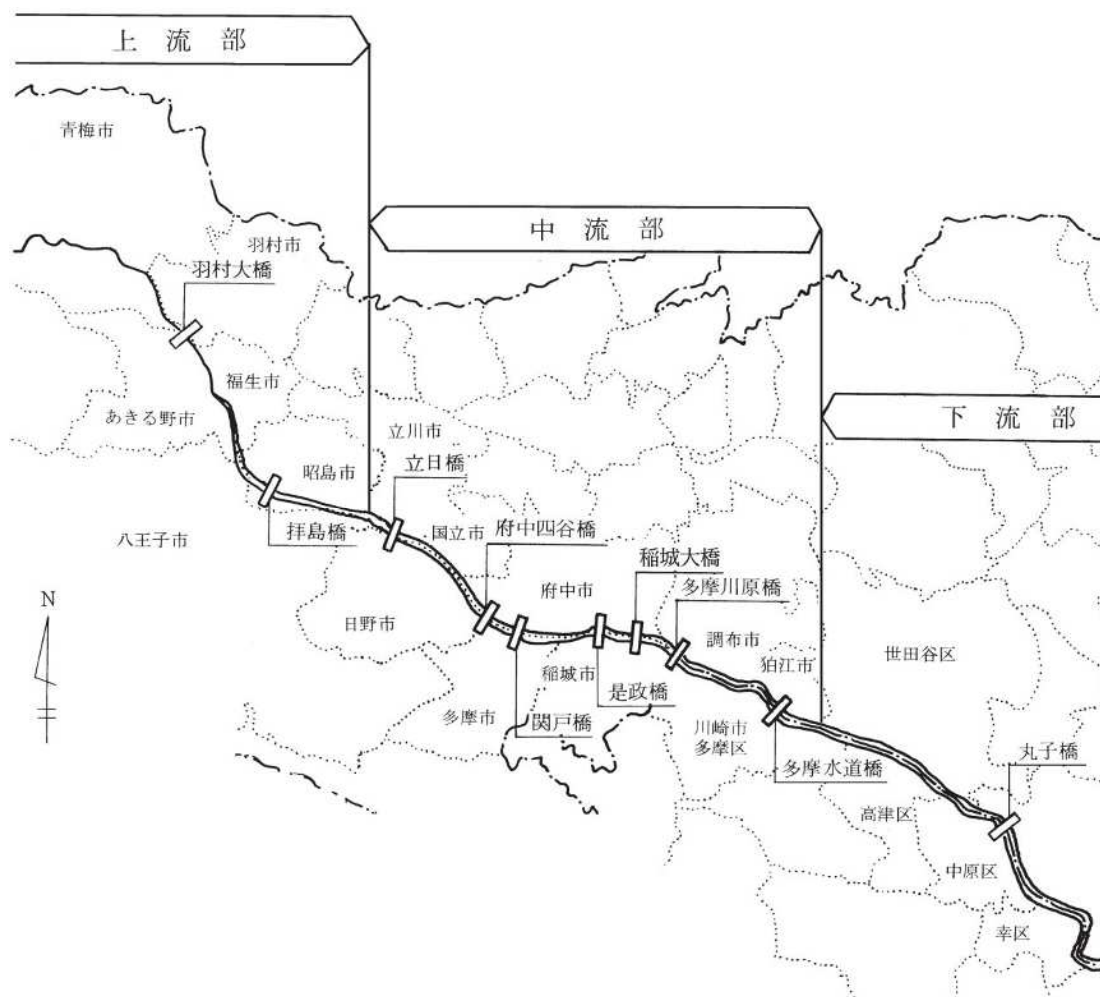 上流部
青梅市
中流部
羽村市
羽村大橋
福生市
あきる野市
下流部
立川市
昭島市
立日橋
拝島橋
八王子市
国立市
府中四谷橋
稲城大橋
府中市
多摩川原橋
N
日野市
調布市
狛江市
世田谷区
稲城市
是政橋
多摩市
関戸橋
川崎市
多摩区
多摩水道橋
丸子橋
高津区
中原区
幸区